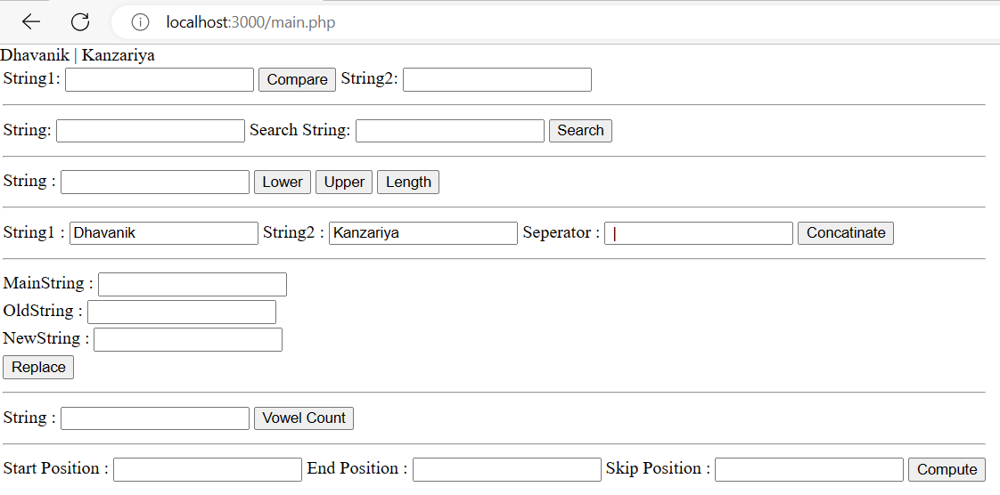 localhost:3000/main.php
Dhavanik | Kanzariya
String1: Compare String2:
String: Search String: Search
String : Lower Upper Length
String1 : Dhavanik String2 : Kanzariya Seperator : | Concatinate
MainString :
OldString :
NewString :
Replace
String : Vowel Count
Start Position : End Position : Skip Position : Compute